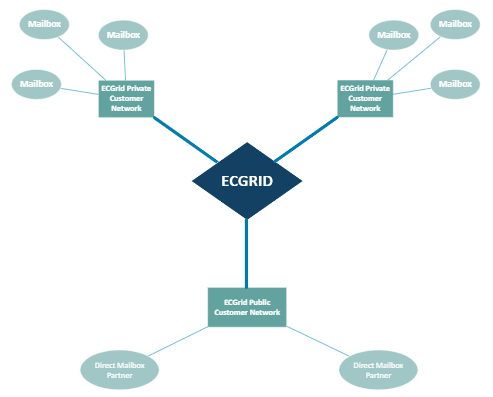 Mailbox
Mailbox
Mailbox
Mailbox
Mailbox
Mailbox
ECGrid Private
Customer
Network
ECGrid Private
Customer
Network
ECGRID
ECGrid Public
Customer Network
Direct Mailbox
Partner
Direct Mailbox
Partner